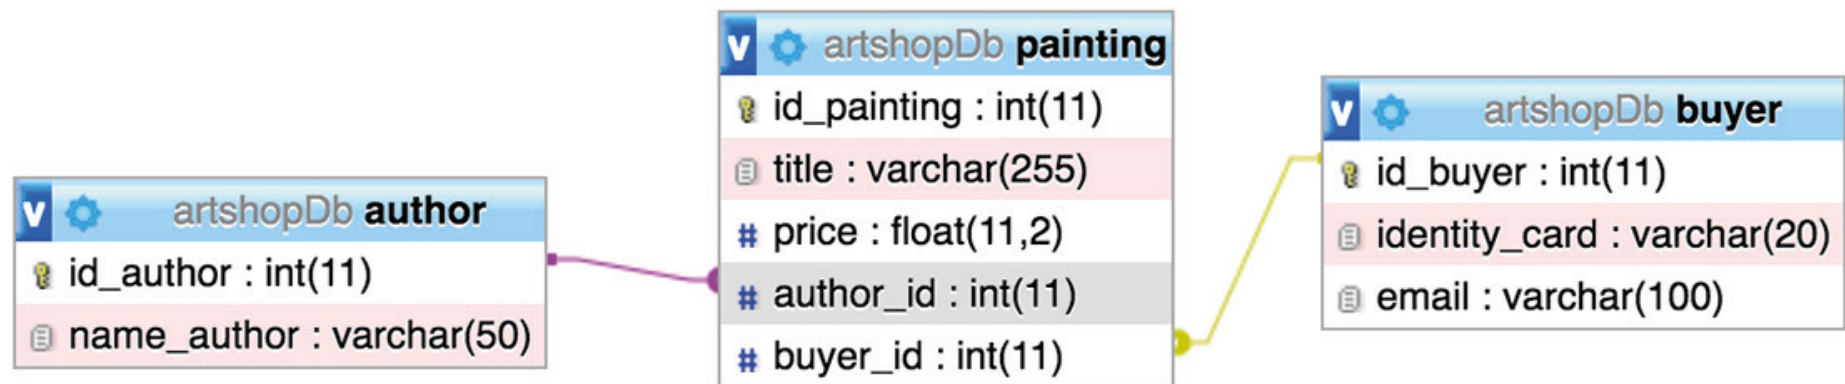 v artshopDb author
id_author : int(11)
name_author : varchar(50)
v artshopDb painting
id_painting : int(11)
title : varchar(255)
# price : float(11,2)
# author_id : int(11)
# buyer_id : int(11)
v artshopDb buyer
id_buyer : int(11)
identity_card : varchar(20)
email : varchar(100)